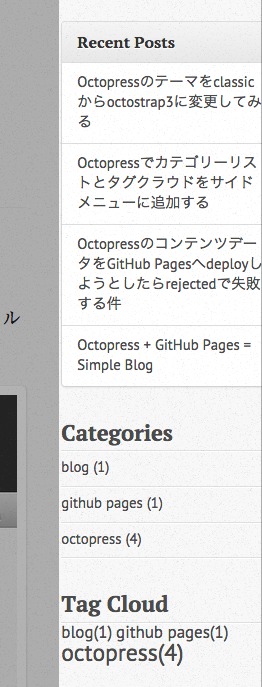 Recent Posts
Octopressのテーマをclassic
からoctostrap3に変更してみ
る
Octopressでカテゴリーリス
トとタグクラウドをサイド
メニューに追加する
Octopressのコンテンツデー
タをGitHub Pagesへdeployし
ようとしたらrejectedで失敗
する件
Octopress + GitHub Pages =
Simple Blog
ル
Categories
blog (1)
github pages (1)
octopress (4)
Tag Cloud
blog(1) github pages(1)
octopress(4)